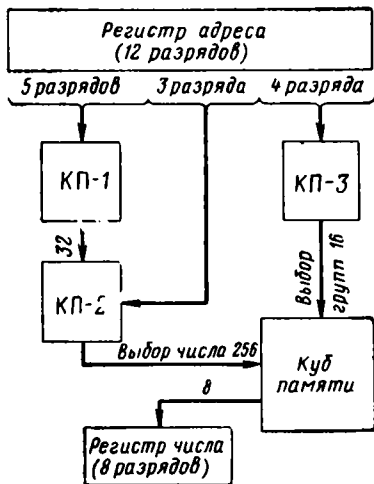 Регистр адреса
(12 разрядов)
5 разрядов
3 разряда
4 разряда
КП-1
КП-3
32
Выбор
групп 16
КП-2
Выбор числа 256
Куб
памяти
8
Регистр числа
(8 разрядов)